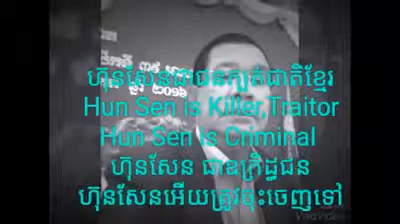 ហ៊ុនសែនជាជនក្បត់ជាតិខ្មែរ
Hun Sen is Killer,Traitor
Hun Sen is Criminal
ហ៊ុនសែន ជាឧក្រិដ្ឋជន
ហ៊ុនសែនអើយត្រូវចុះចេញទៅ